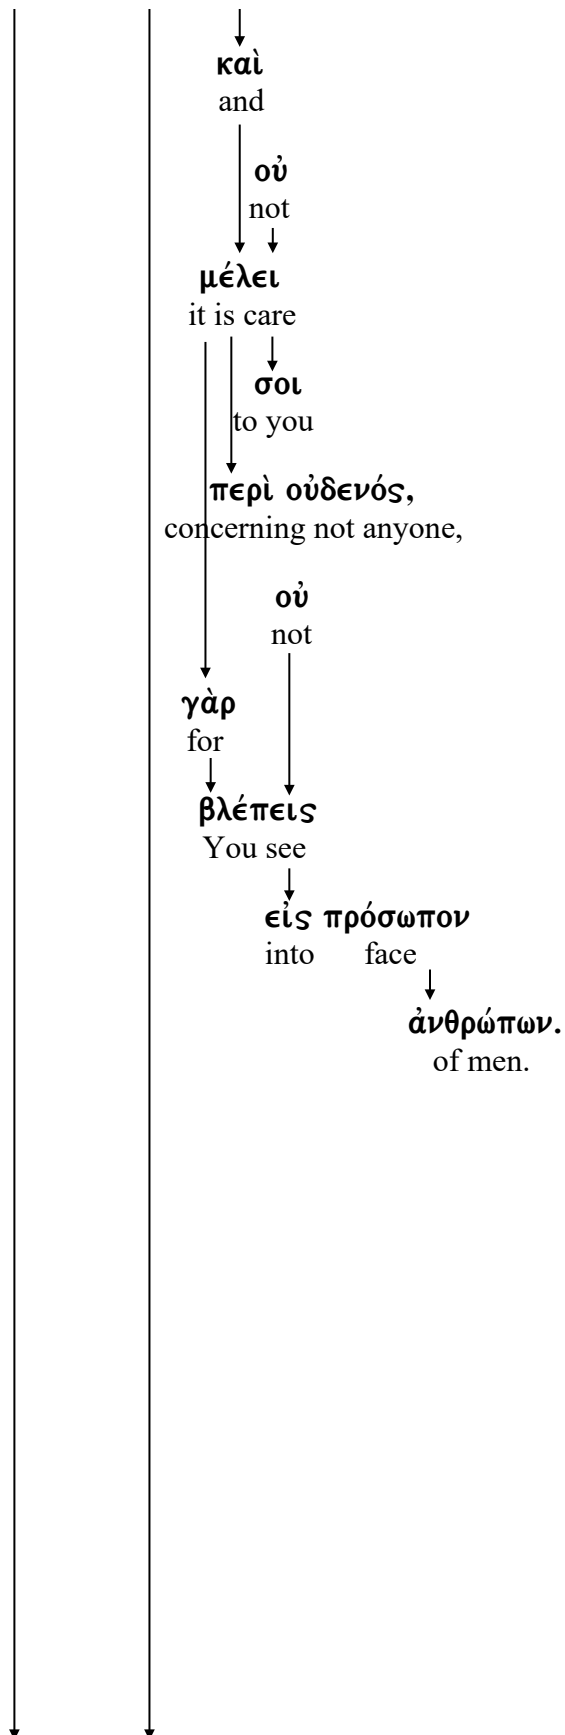 καὶ
and
οὐ
not
μέλει
it is care
σοι
to you
περὶ οὐδενός,
concerning not anyone,
οὐ
not
γὰρ
for
βλέπεις
You see
εἰς πρόσωπον
into face
ἀνθρώπων.
of men.